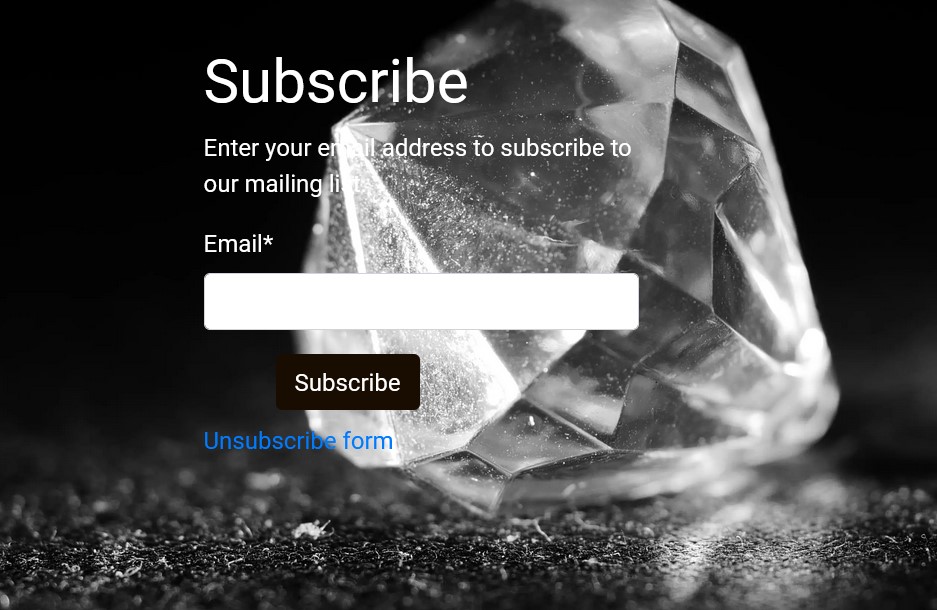 Subscribe
Enter your email address to subscribe to
our mailing list.
Email*
Subscribe
Unsubscribe form